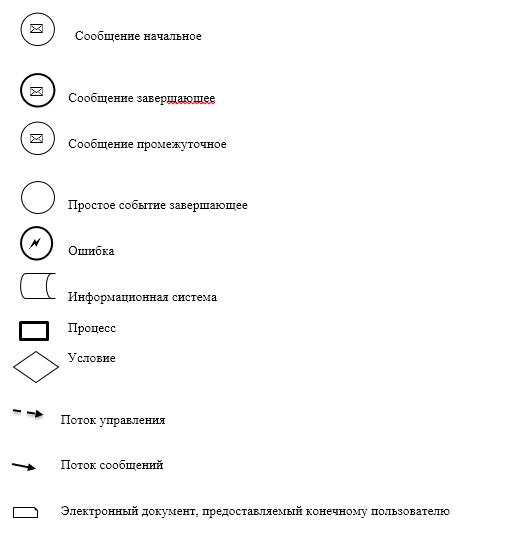 Сообщение начальное
Сообщение завершающее
Сообщение промежуточное
Простое событие завершающее
Ошибка
Информационная система
Процесс
Условие
Поток управления
Поток сообщений
Электронный документ, предоставляемый конечному пользователю